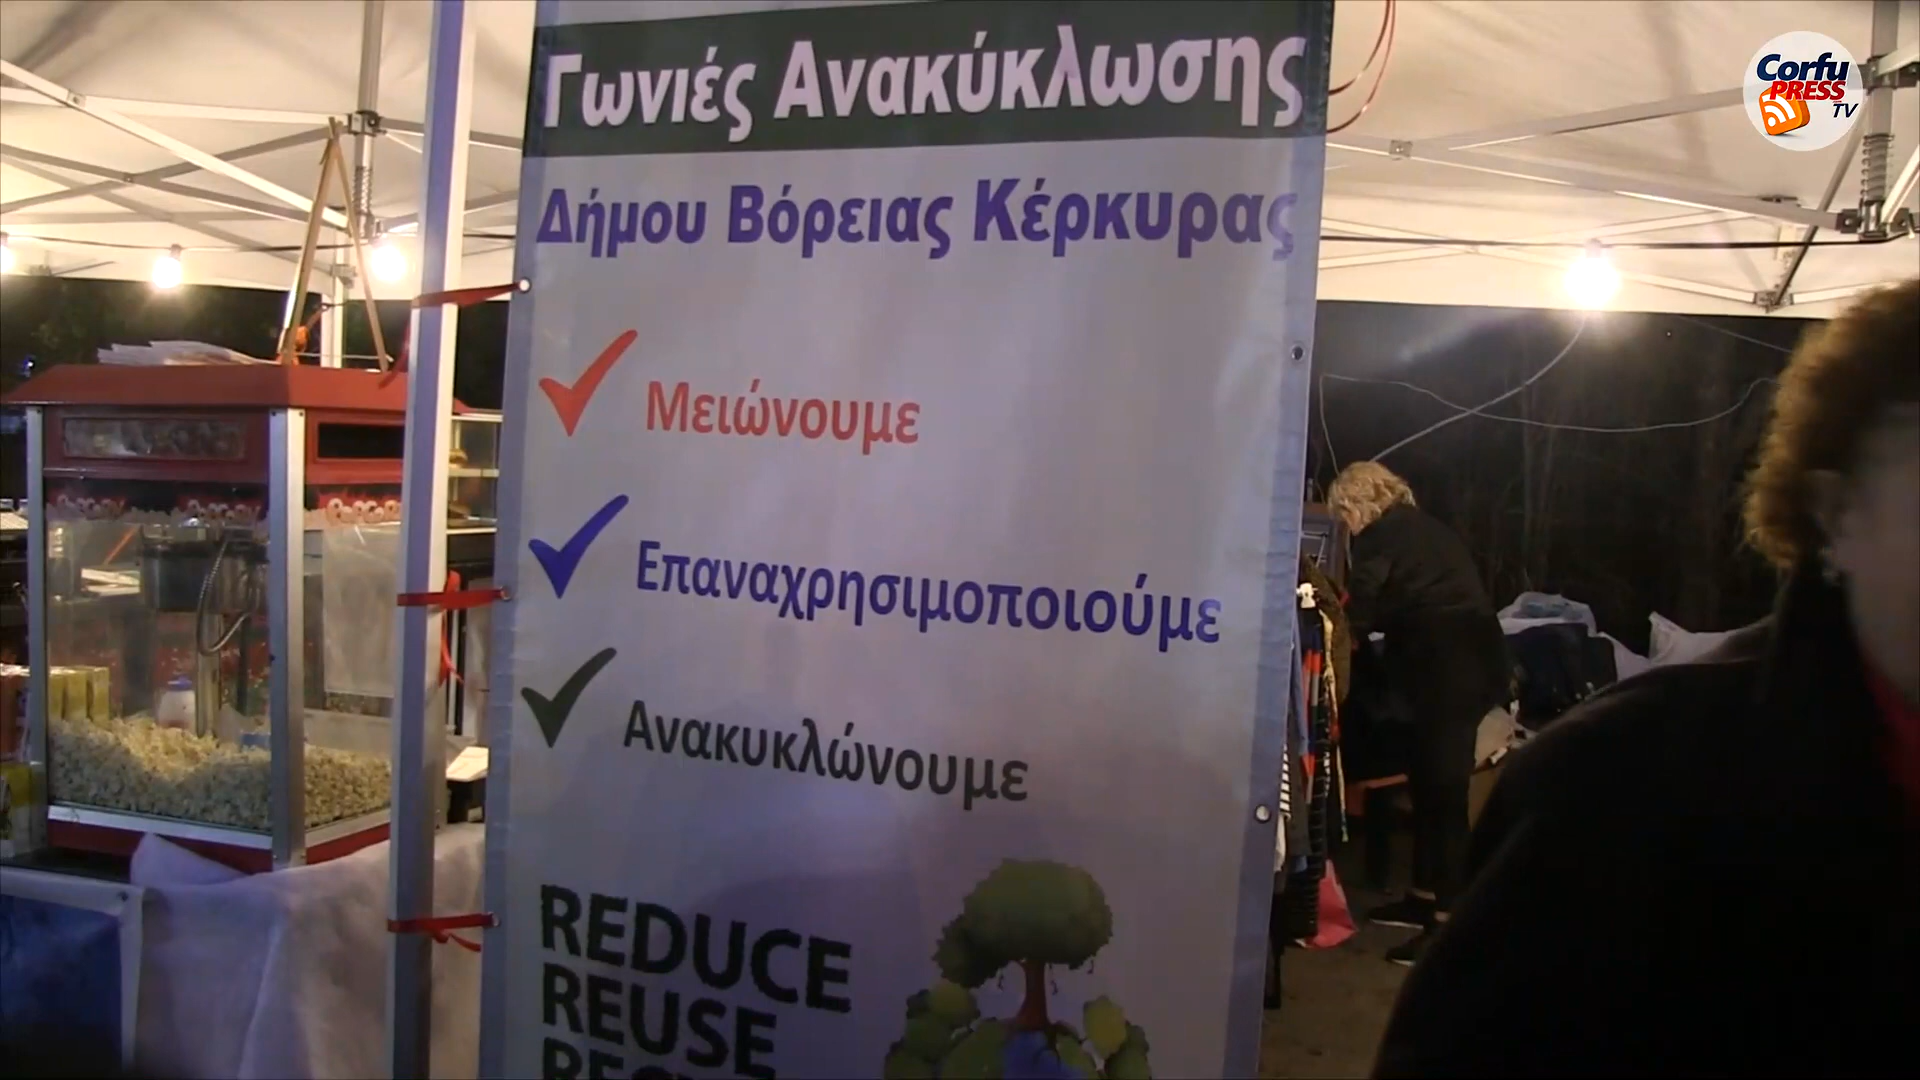 Γωνιές Ανακύκλωσης
Δήμου Βόρειας Κέρκυρας
Μειώνουμε
Επαναχρησιμοποιούμε
Ανακυκλώνουμε
REDUCE
REUSE
Corfu
PRESS
TV